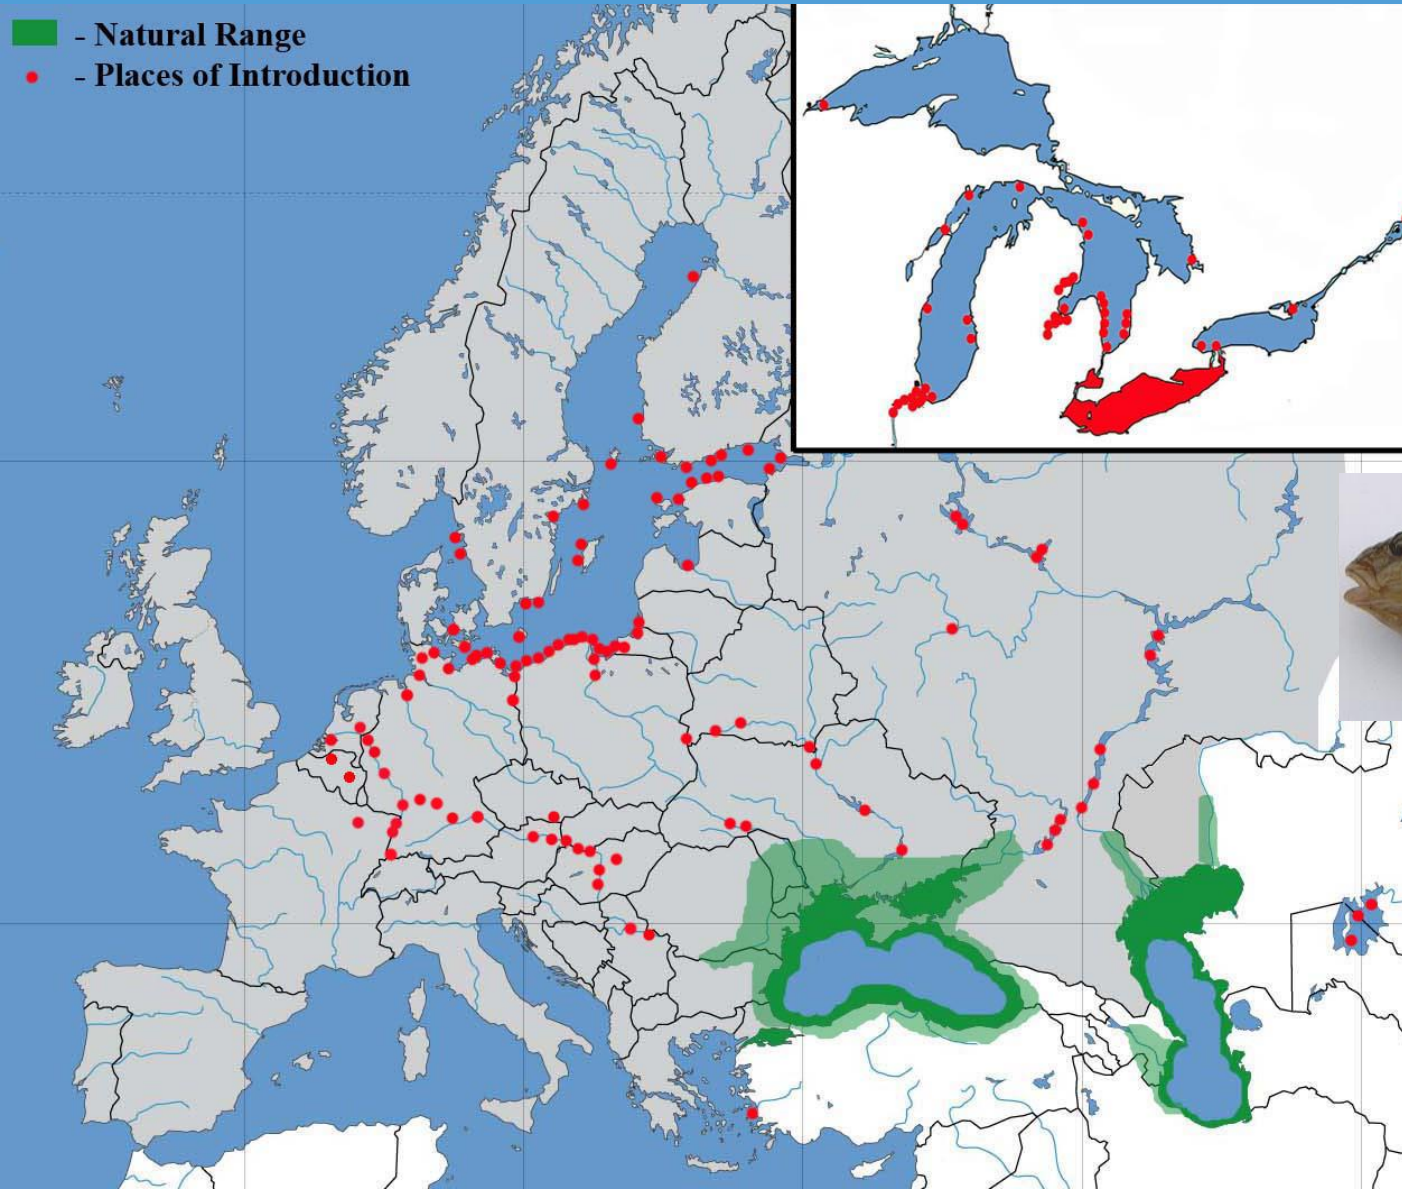 - Natural Range
- Places of Introduction